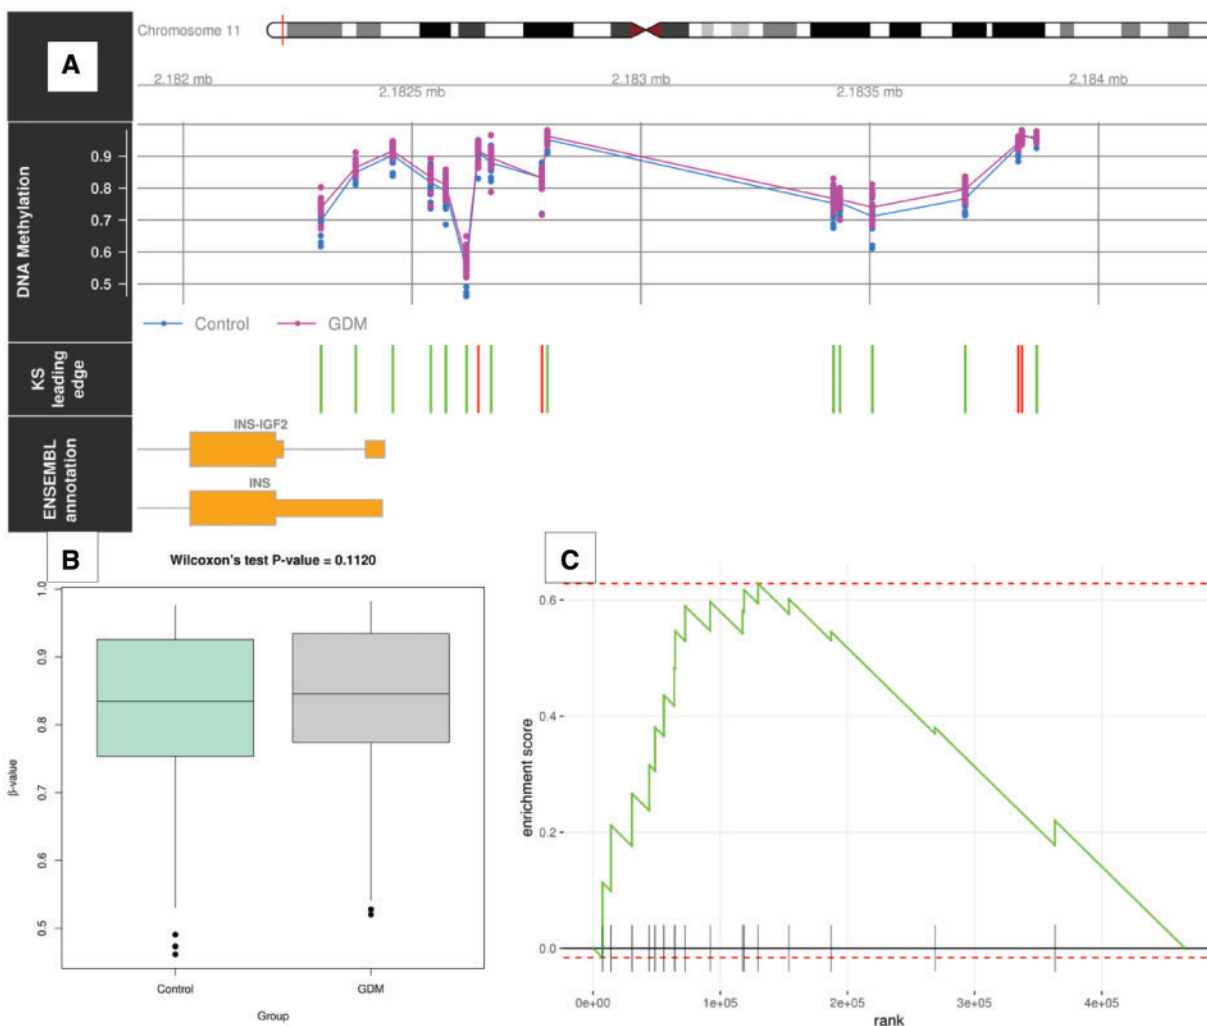 Chromosome 11
A
2.182 mb
2.183 mb
2.184 mb
2.1825 mb
2.1835 mb
DNA Methylation
0.9
0.8
0.7
0.6
0.5
Control
GDM
KS
leading
edge
ENSEMBL
annotation
INS-IGF2
INS
B
Wilcoxon's test P-value = 0.1120
β-value
1.0
0.9
0.8
0.7
0.6
0.5
Control
GDM
Group
C
enrichment score
0.6
0.4
0.2
0.0
0e+00
1e+05
2e+05
3e+05
4e+05
rank